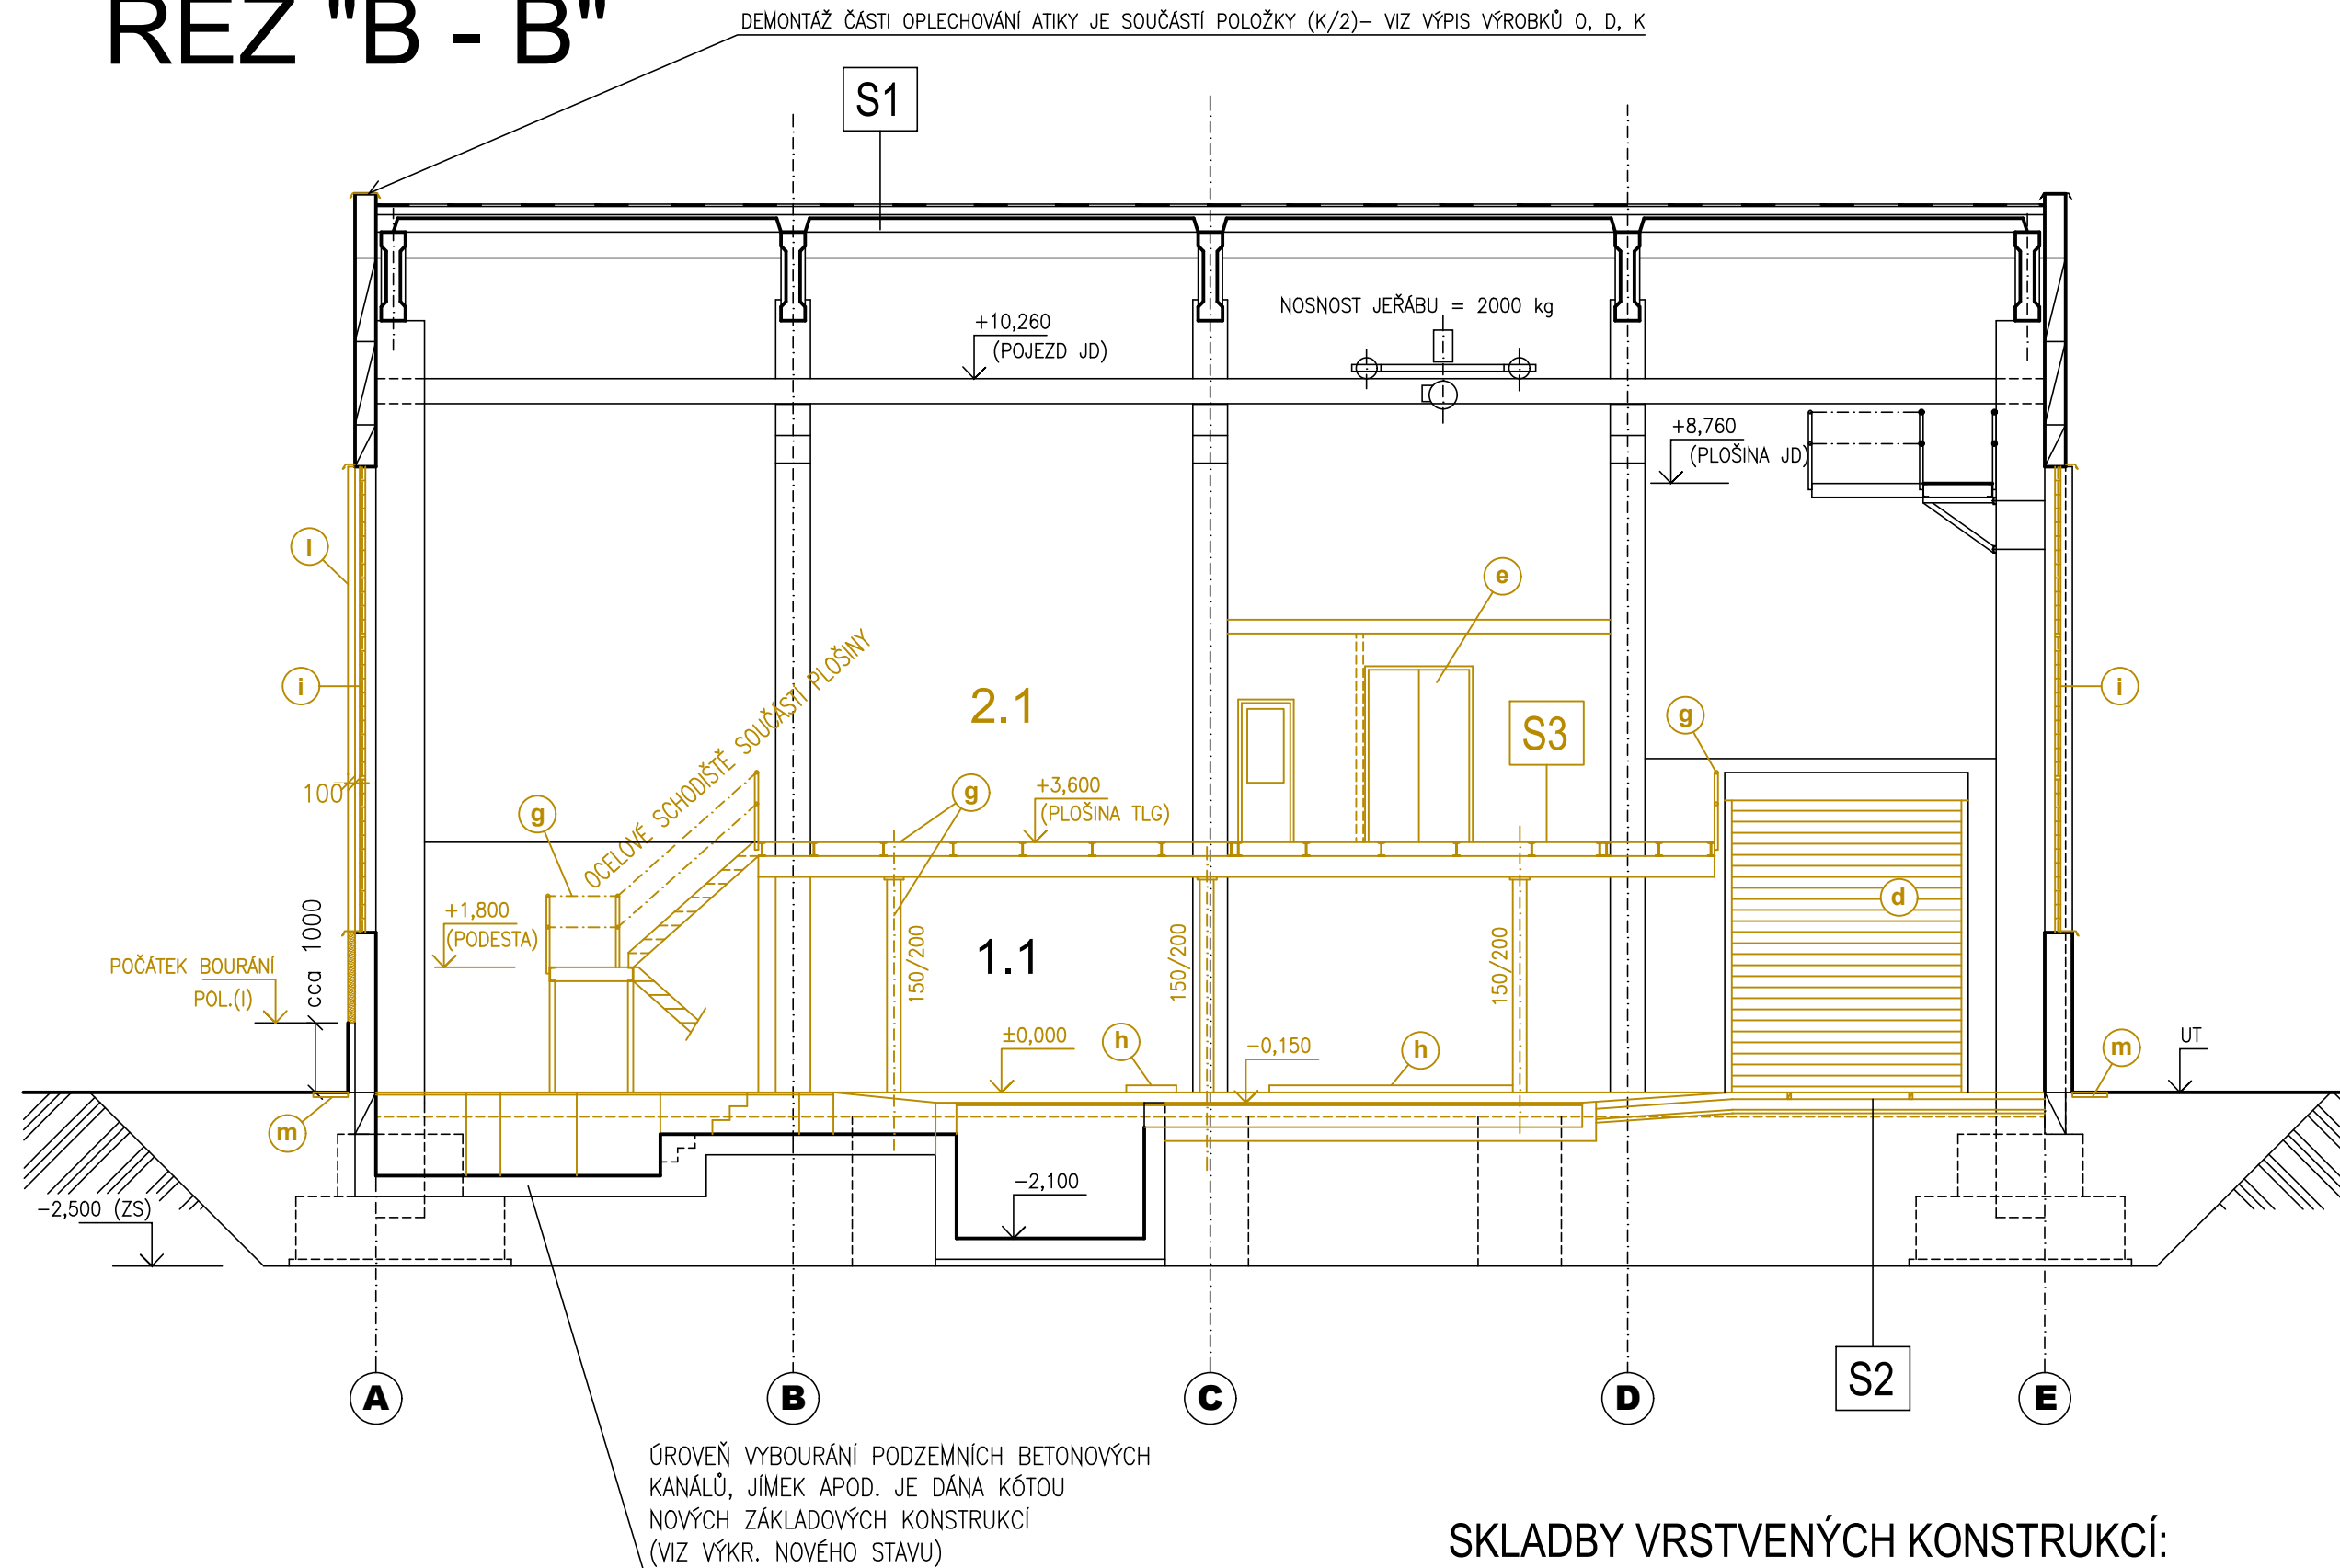 ŘEZ "B - B"
DEMONTÁŽ ČÁSTI OPLECHOVÁNÍ ATIKY JE SOUČÁSTÍ POLOŽKY (K/2)– VIZ VÝPIS VÝROBKŮ O, D, K
S1
NOSNOST JEŘÁBU = 2000 kg
+10,260
(POJEZD JD)
+8,760
(PLOŠINA JD)
l
e
i
i
2.1
OCELOVÉ SCHODIŠTĚ SOUČÁSTÍ PLOŠINY
S3
g
100
g
g
+3,600
(PLOŠINA TLG)
d
cca 1000
+1,800
(PODESTA)
1.1
150/200
150/200
150/200
POČÁTEK BOURÁNÍ
POL.(l)
±0,000
h
–0,150
h
UT
m
m
–2,100
–2,500 (ZS)
S2
A
B
C
D
E
ÚROVEŇ VYBOURÁNÍ PODZEMNÍCH BETONOVÝCH
KANÁLŮ, JÍMEK APOD. JE DÁNA KÓTOU
NOVÝCH ZÁKLADOVÝCH KONSTRUKCÍ
(VIZ VÝKR. NOVÉHO STAVU)
SKLADBY VRSTVENÝCH KONSTRUKCÍ: